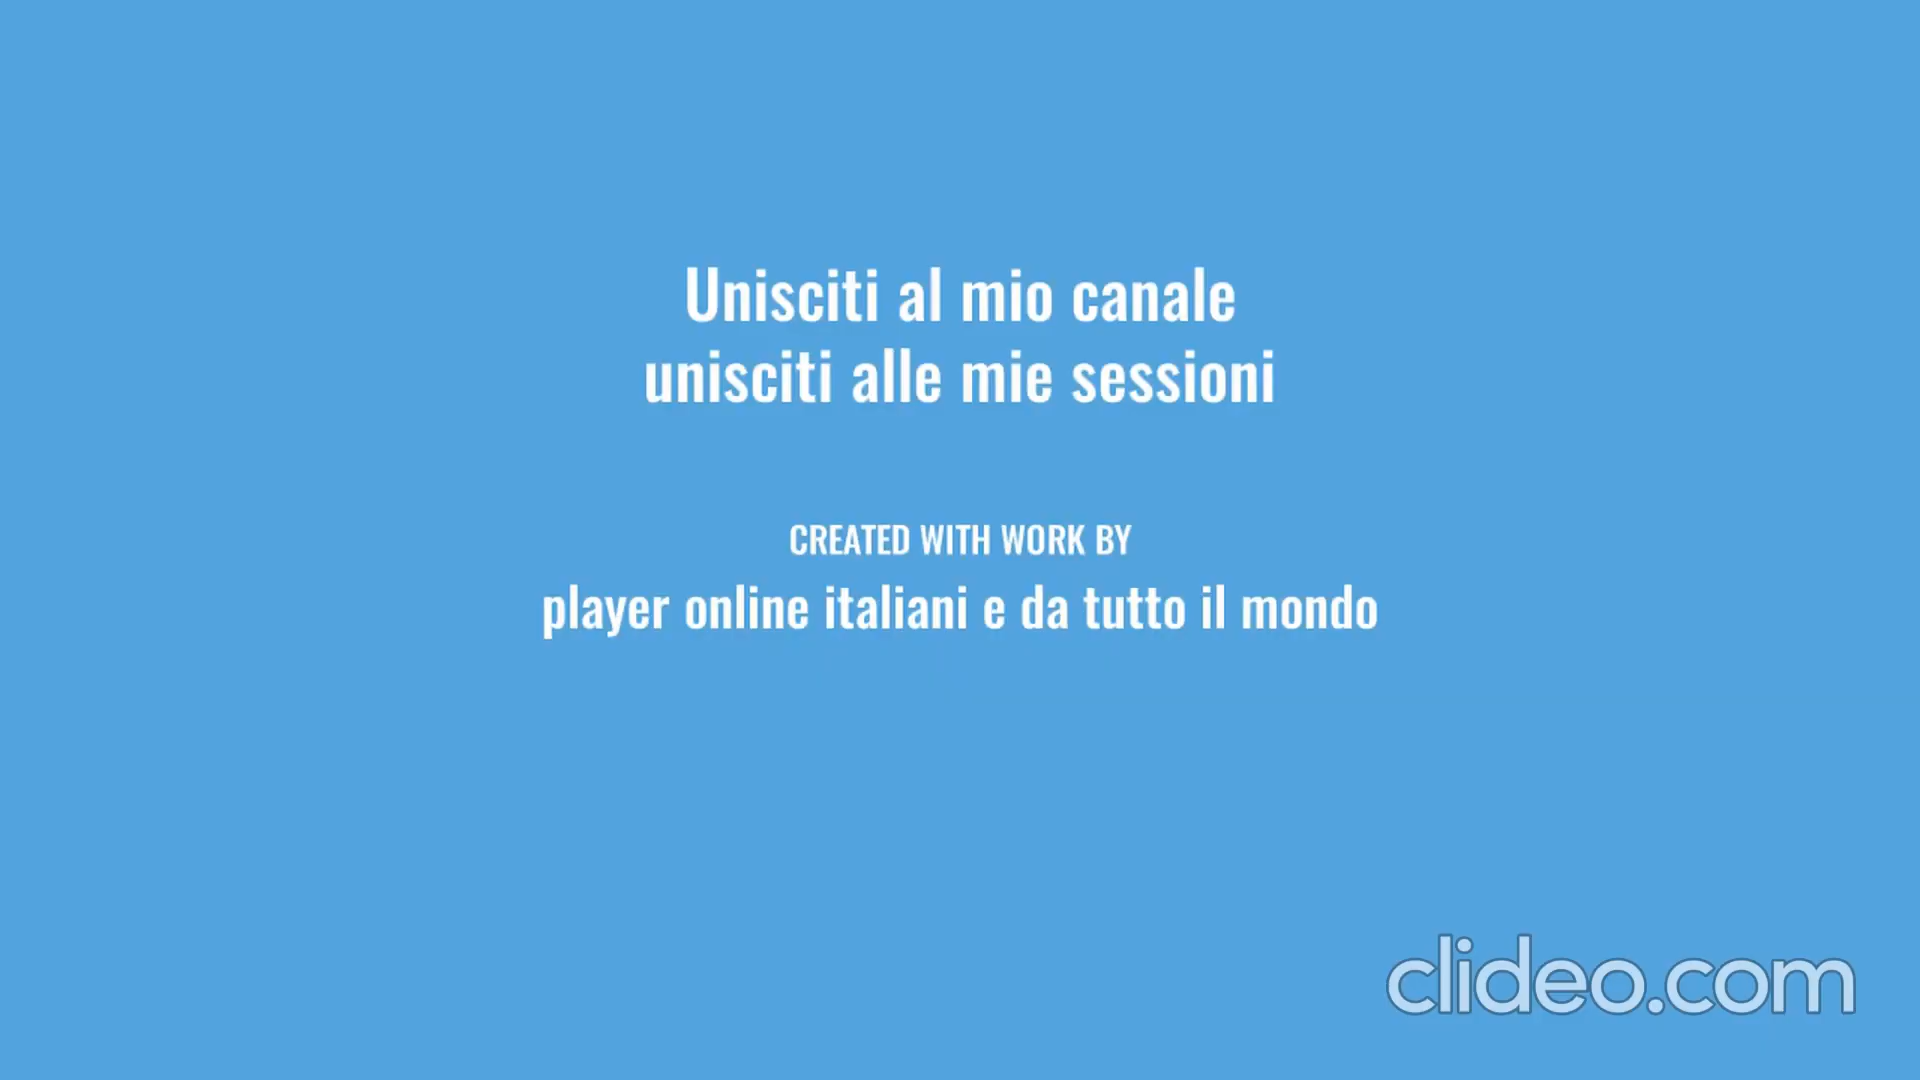 Unisciti al mio canale
unisciti alle mie sessioni
CREATED WITH WORK BY
player online italiani e da tutto il mondo
clideo.com